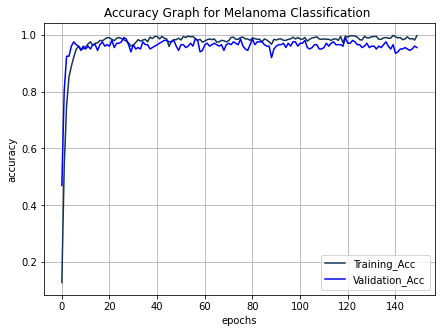 Accuracy Graph for Melanoma Classification
1.0
0.8
0.6
0.4
0.2
accuracy
0 20 40 60 80 100 120 140
epochs
Training_Acc
Validation_Acc